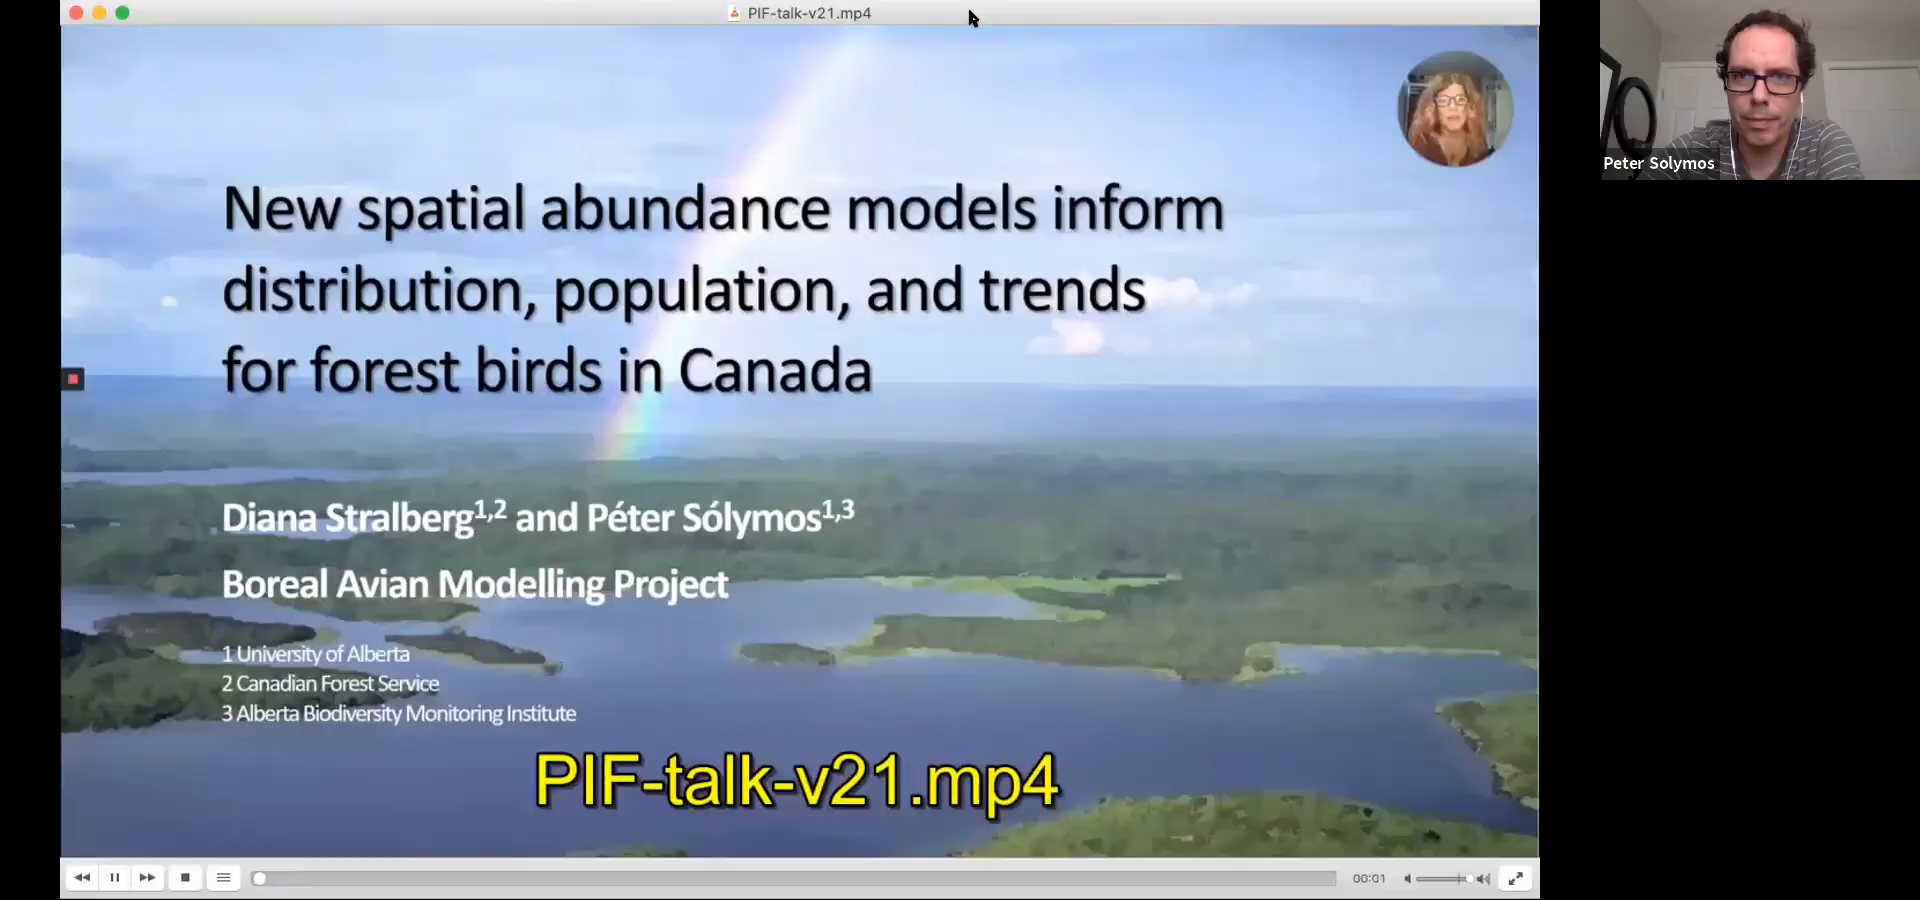 PIF-talk-v21.mp4
New spatial abundance models inform
distribution, population, and trends
for forest birds in Canada
Diana Stralberg1,2 and Péter Sólymos1,3
Boreal Avian Modelling Project
1 University of Alberta
2 Canadian Forest Service
3 Alberta Biodiversity Monitoring Institute
PIF-talk-v21.mp4
00:01
Peter Solymos